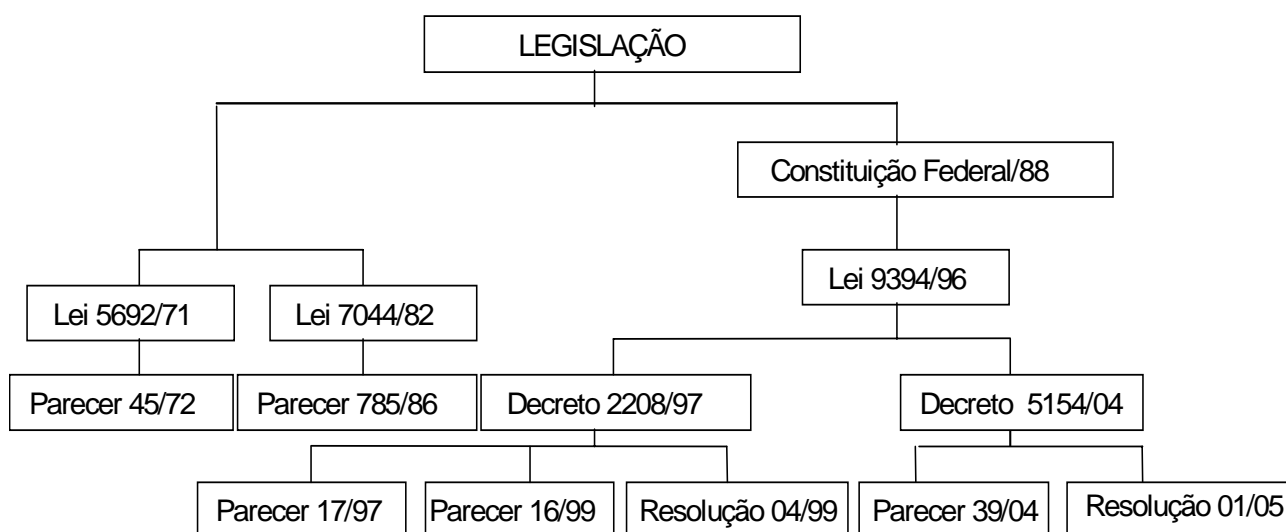 LEGISLAÇÃO
Constituição Federal/88
Lei 9394/96
Lei 5692/71
Lei 7044/82
Parecer 45/72
Parecer 785/86
Decreto 2208/97
Decreto 5154/04
Parecer 17/97
Parecer 16/99
Resolução 04/99
Parecer 39/04
Resolução 01/05